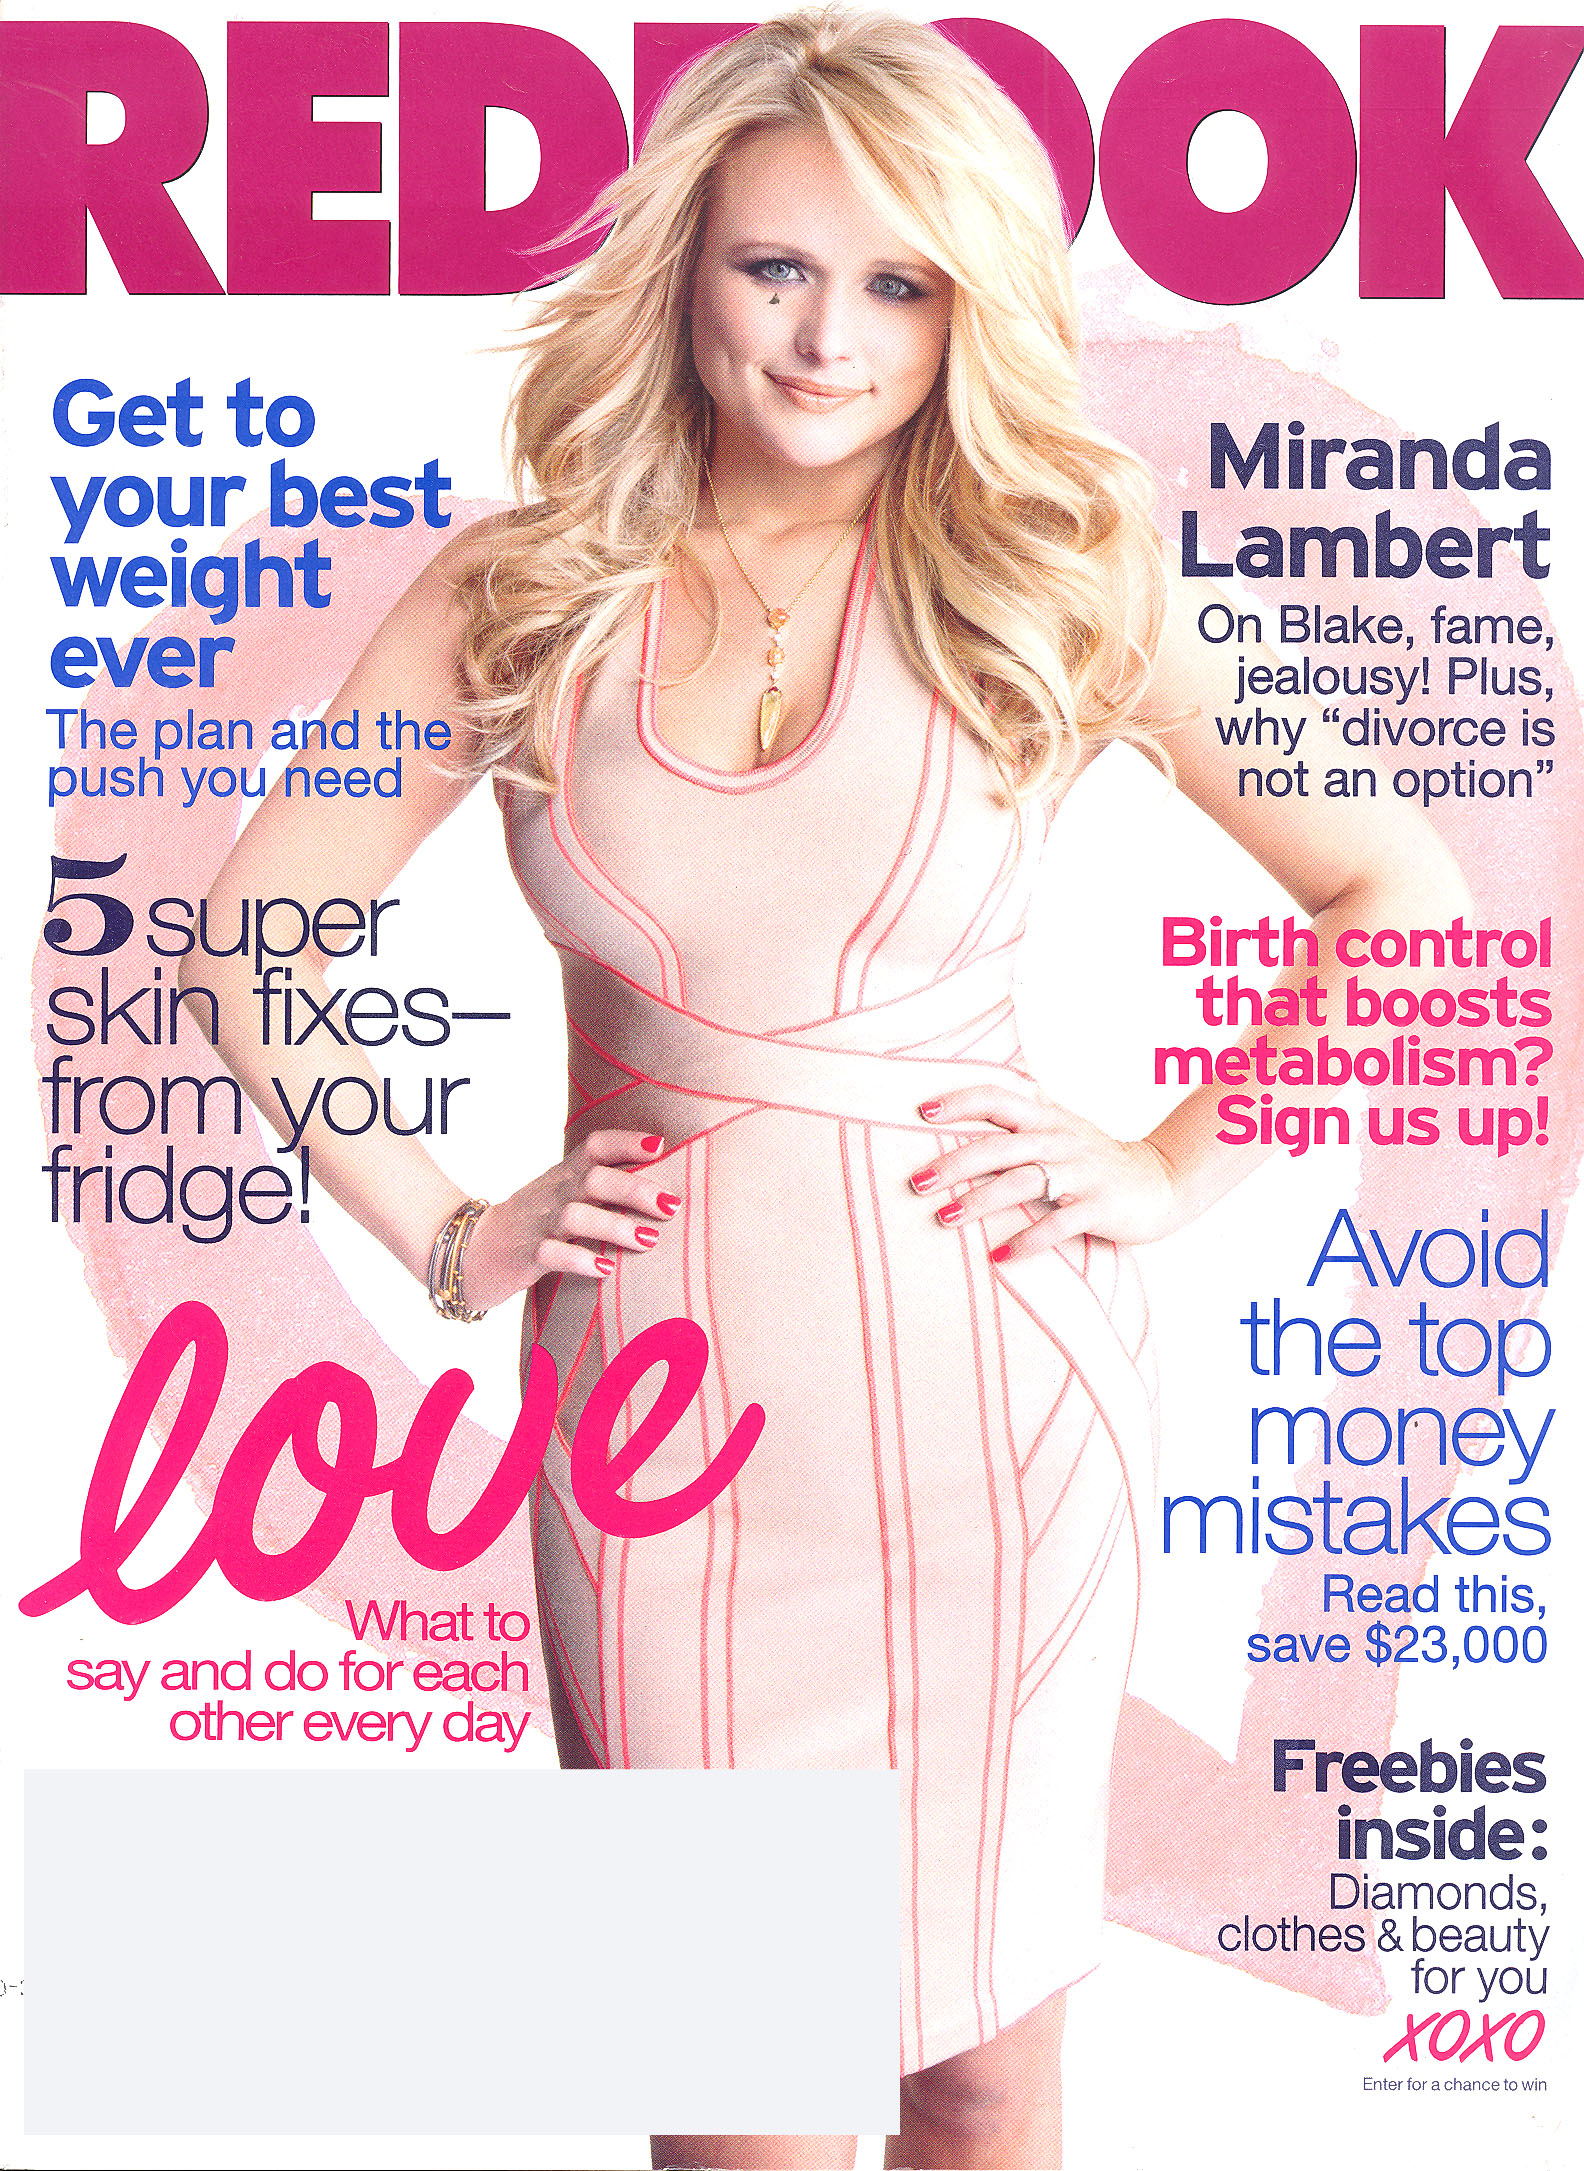 REDBOOK
Get to
your best
weight
ever
The plan and the
push you need
5 super
skin fixes–
from your
fridge!
love
What to
say and do for each
other every day
Miranda
Lambert
On Blake, fame,
jealousy! Plus,
why “divorce is
not an option”
Birth control
that boosts
metabolism?
Sign us up!
Avoid
the top
money
mistakes
Read this,
save $23,000
Freebies
inside:
Diamonds,
clothes & beauty
for you
XOXO
Enter for a chance to win